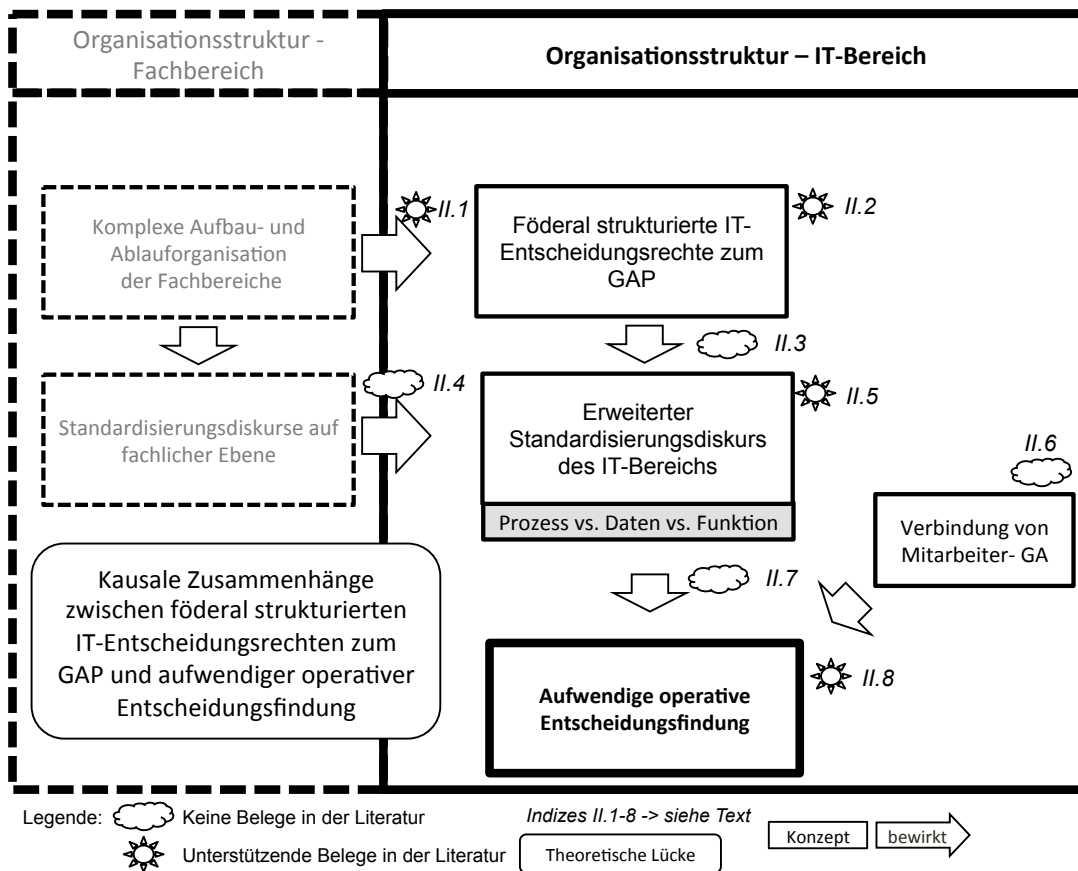 Organisationsstruktur -
Fachbereich
Organisationsstruktur – IT-Bereich
Komplexe Aufbau- und
Ablauforganisation
der Fachbereiche
II.1
Föderal strukturierte IT-
Entscheidungsrechte zum
GAP
II.2
II.3
Standardisierungsdiskurse auf
fachlicher Ebene
II.4
Erweiterter
Standardisierungsdiskurs
des IT-Bereichs
Prozess vs. Daten vs. Funktion
II.5
II.6
Verbindung von
Mitarbeiter- GA
II.7
Kausale Zusammenhänge
zwischen föderal strukturierten
IT-Entscheidungsrechten zum
GAP und aufwendiger operativer
Entscheidungsfindung
Aufwendige operative
Entscheidungsfindung
II.8
Legende:
Keine Belege in der Literatur
Unterstützende Belege in der Literatur
Indizes II.1-8 -> siehe Text
Theoretische Lücke
Konzept
bewirkt